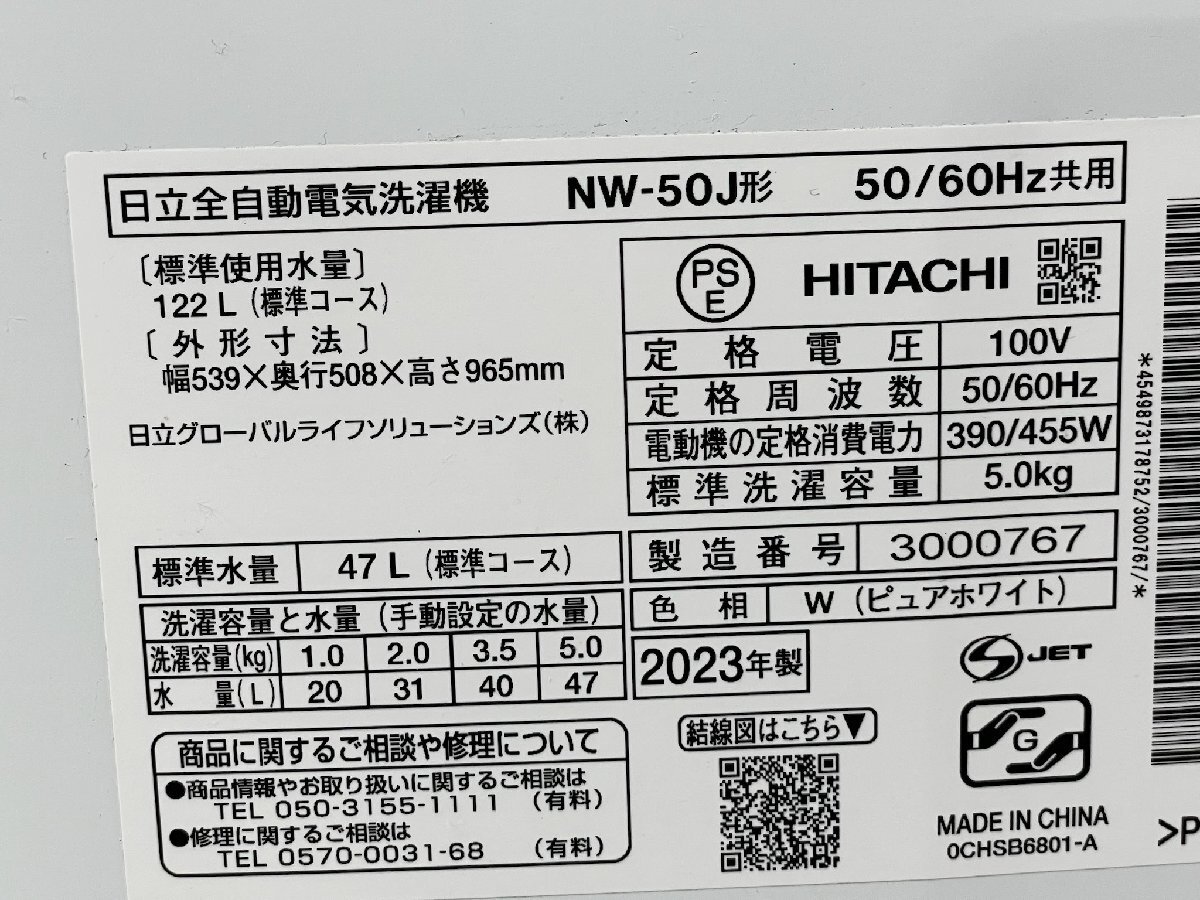 日立全自動電気洗濯機 NW-50J形 50/60Hz共用
〔標準使用水量〕
122 L (標準コース)
〔外形寸法〕
幅539×奥行508×高さ965mm
日立グローバルライフソリューションズ(株)
PS
E
HITACHI
定格電圧 100V
定格周波数 50/60Hz
電動機の定格消費電力 390/455W
標準洗濯容量 5.0kg
標準水量 47 L (標準コース)
洗濯容量と水量 (手動設定の水量)
洗濯容量(kg) 1.0 2.0 3.5 5.0
水量(L) 20 31 40 47
製造番号 3000767
色相 W (ピュアホワイト)
2023年製
S JET
G
商品に関するご相談や修理について
●商品情報やお取り扱いに関するご相談は
TEL 050-3155-1111 (有料)
●修理に関するご相談は
TEL 0570-0031-68 (有料)
結線図はこちら▼
MADE IN CHINA
0CHSB6801-A
*4549873178752/3000767/*
>P